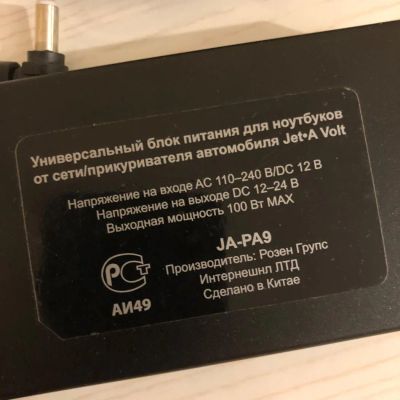 Универсальный блок питания для ноутбуков
от сети/прикуривателя автомобиля Jet•A Volt
Напряжение на входе AC 110–240 В/DC 12 В
Напряжение на выходе DC 12–24 В
Выходная мощность 100 Вт MAX
JA-PA9
Производитель: Розен Групс
Интернешнл ЛТД
Сделано в Китае
РСТ
АИ49